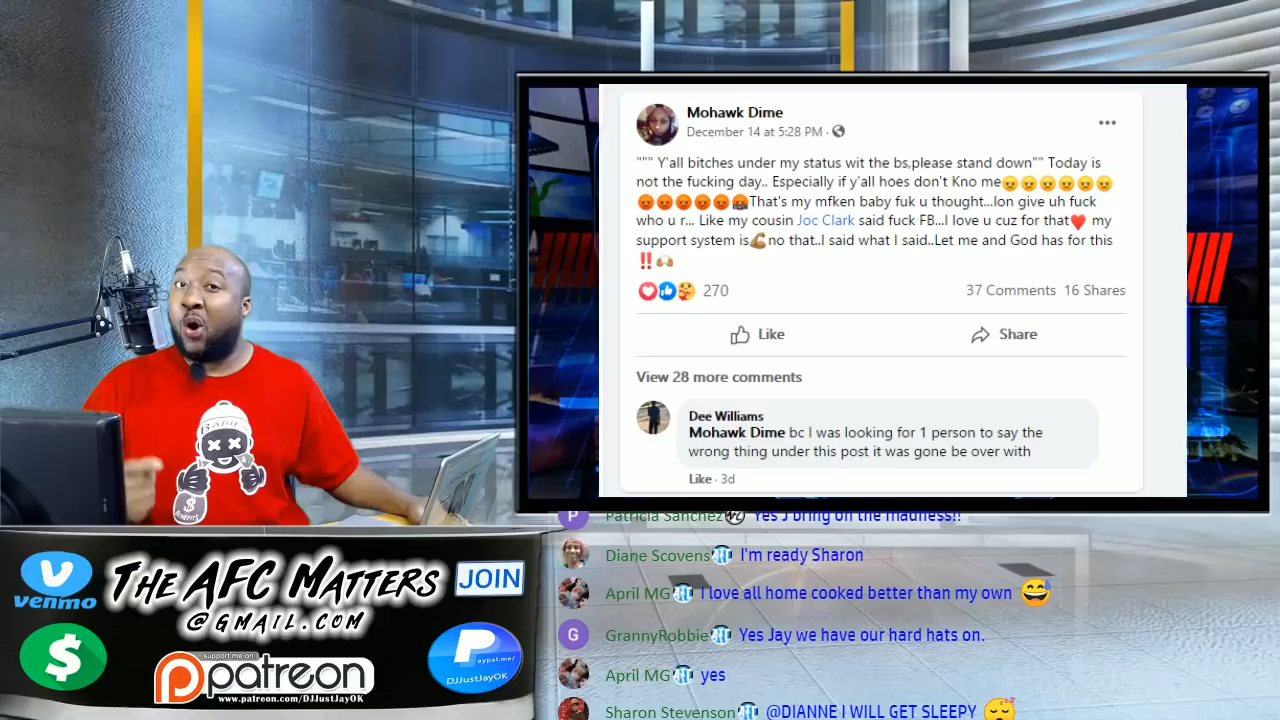 Mohawk Dime
December 14 at 5:28 PM ·
""" Y'all bitches under my status wit the bs,please stand down"" Today is
not the fucking day.. Especially if y'all hoes don't Kno me😠😠😠😠😠😠
😡😡😡😡😡🤬That's my mfken baby fuk u thought...Ion give uh fuck
who u r... Like my cousin Joc Clark said fuck FB...I love u cuz for that❤️ my
support system is💪🏽no that..I said what I said..Let me and God has for this
‼️🙌🏼
270
37 Comments 16 Shares
Like
Share
View 28 more comments
Dee Williams
Mohawk Dime bc I was looking for 1 person to say the
wrong thing under this post it was gone be over with
Like · 3d
P Patricia Sanchez Yes J bring on the madness!!
Diane Scovens I'm ready Sharon
April MG I love all home cooked better than my own 😅
G GrannyRobbie Yes Jay we have our hard hats on.
April MG yes
Sharon Stevenson @DIANNE I WILL GET SLEEPY 😴
BENEFITS
$
venmo
THE AFC MATTERS
@GMAIL.COM
JOIN
$
support me on
patreon
www.patreon.com/DJJustJayOK
P
aypal.me/
DJJustJayOK